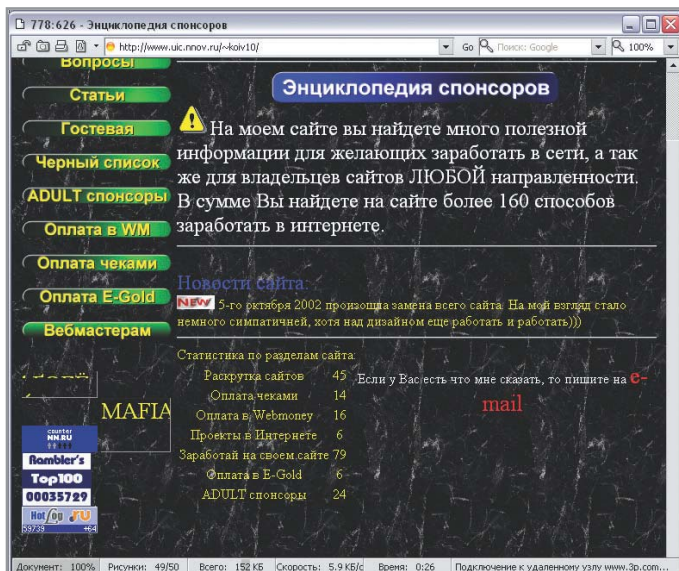 778:626 - Энциклопедия спонсоров
http://www.uic.nnov.ru/~koiv10/
Go
Поиск: Google
100%
Вопросы
Статьи
Гостевая
Черный список
ADULT спонсоры
Оплата в WM
Оплата чеками
Оплата E-Gold
Вебмастерам
MAFIA
counter
NN.RU
Rambler's
Top100
00035729
HotLog .ru
59739 +64
Энциклопедия спонсоров
На моем сайте вы найдете много полезной
информации для желающих заработать в сети, а так
же для владельцев сайтов ЛЮБОЙ направленности.
В сумме Вы найдете на сайте более 160 способов
заработать в интернете.
Новости сайта:
NEW 5-го октября 2002 произошла замена всего сайта. На мой взгляд стало
немного симпатичней, хотя над дизайном еще работать и работать)))
Статистика по разделам сайта:
Раскрутка сайтов 45
Оплата чеками 14
Оплата в Webmoney 16
Проекты в Интернете 6
Заработай на своем сайте 79
Оплата в E-Gold 6
ADULT спонсоры 24
Если у Вас есть что мне сказать, то пишите на e-
mail
Документ: 100% Рисунки: 49/50 Всего: 152 КБ Скорость: 5.9 КБ/с Время: 0:26 Подключение к удаленному узлу www.3p.com...